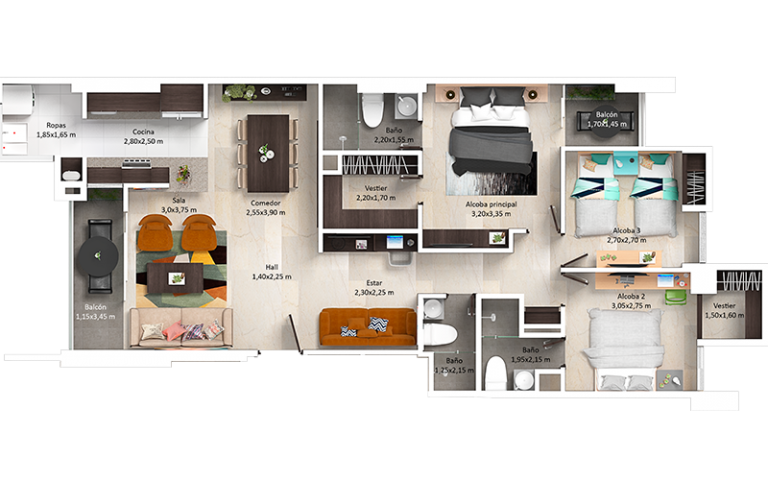 Ropas
1,85x1,65 m
Cocina
2,80x2,50 m
Baño
2,20x1,55 m
Balcón
1,70x1,45 m
Vestier
2,20x1,70 m
Sala
3,0x3,75 m
Comedor
2,55x3,90 m
Alcoba principal
3,20x3,35 m
Alcoba 3
2,70x2,70 m
Hall
1,40x2,25 m
Estar
2,30x2,25 m
Balcón
1,15x3,45 m
Alcoba 2
3,05x2,75 m
Vestier
1,50x1,60 m
Baño
1,25x2,15 m
Baño
1,95x2,15 m